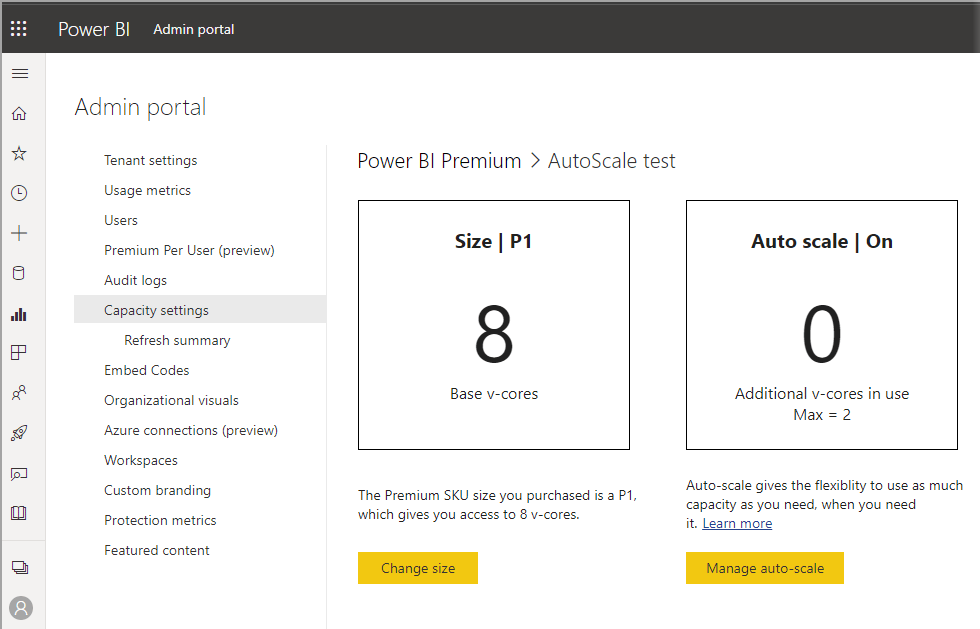 Power BI Admin portal
Admin portal
Tenant settings
Usage metrics
Users
Premium Per User (preview)
Audit logs
Capacity settings
Refresh summary
Embed Codes
Organizational visuals
Azure connections (preview)
Workspaces
Custom branding
Protection metrics
Featured content
Power BI Premium > AutoScale test
Size | P1
8
Base v-cores
The Premium SKU size you purchased is a P1,
which gives you access to 8 v-cores.
Change size
Auto scale | On
0
Additional v-cores in use
Max = 2
Auto-scale gives the flexiblity to use as much
capacity as you need, when you need
it. Learn more
Manage auto-scale